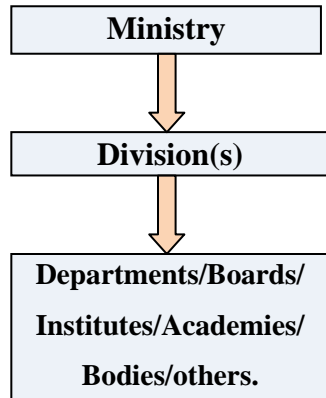 Ministry
Division(s)
Departments/Boards/
Institutes/Academies/
Bodies/others.